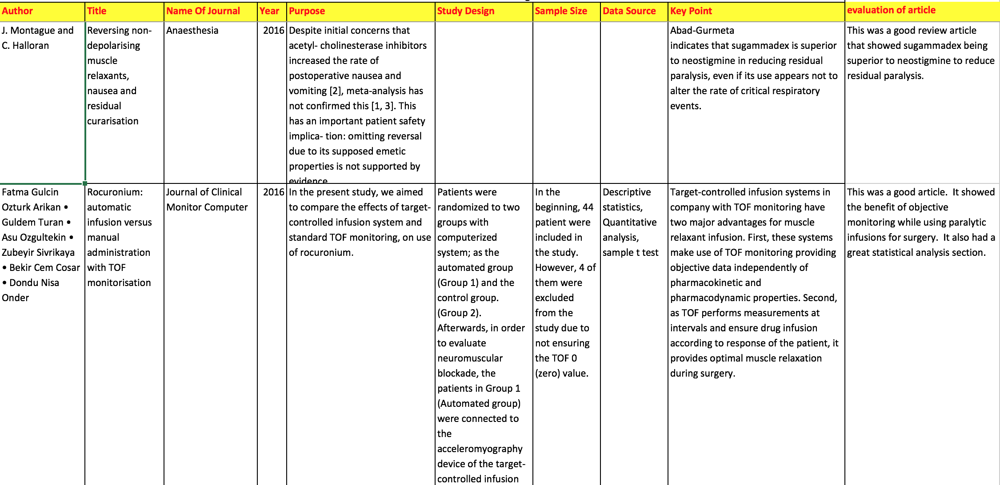 Author
Title
Name Of Journal
Year
Purpose
Study Design
Sample Size
Data Source
Key Point
evaluation of article
J. Montague and
C. Halloran
Reversing non-
depolarising
muscle
relaxants,
nausea and
residual
curarisation
Anaesthesia
2016
Despite initial concerns that
acetyl- cholinesterase inhibitors
increased the rate of
postoperative nausea and
vomiting [2], meta-analysis has
not confirmed this [1, 3]. This
has an important patient safety
implica- tion: omitting reversal
due to its supposed emetic
properties is not supported by
evidence
Abad-Gurmeta
indicates that sugammadex is superior
to neostigmine in reducing residual
paralysis, even if its use appears not to
alter the rate of critical respiratory
events.
This was a good review article
that showed sugammadex being
superior to neostigmine to reduce
residual paralysis.
Fatma Gulcin
Ozturk Arikan •
Guldem Turan •
Asu Ozgultekin •
Zubeyir Sivrikaya
• Bekir Cem Cosar
• Dondu Nisa
Onder
Rocuronium:
automatic
infusion versus
manual
administration
with TOF
monitorisation
Journal of Clinical
Monitor Computer
2016
In the present study, we aimed
to compare the effects of target-
controlled infusion system and
standard TOF monitoring, on use
of rocuronium.
Patients were
randomized to two
groups with
computerized
system; as the
automated group
(Group 1) and the
control group.
(Group 2).
Afterwards, in order
to evaluate
neuromuscular
blockade, the
patients in Group 1
(Automated group)
were connected to
the
acceleromyography
device of the target-
controlled infusion
In the
beginning, 44
patient were
included in
the study.
However, 4 of
them were
excluded
from the
study due to
not ensuring
the TOF 0
(zero) value.
Descriptive
statistics,
Quantitative
analysis,
sample t test
Target-controlled infusion systems in
company with TOF monitoring have
two major advantages for muscle
relaxant infusion. First, these systems
make use of TOF monitoring providing
objective data independently of
pharmacokinetic and
pharmacodynamic properties. Second,
as TOF performs measurements at
intervals and ensure drug infusion
according to response of the patient, it
provides optimal muscle relaxation
during surgery.
This was a good article.  It showed
the benefit of objective
monitoring while using paralytic
infusions for surgery.  It also had a
great statistical analysis section.